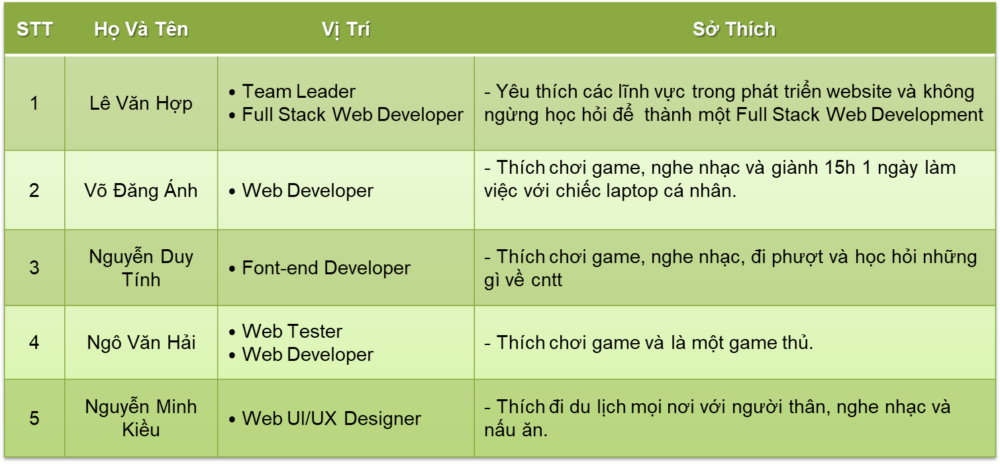 STT Họ Và Tên Vị Trí Sở Thích
1 Lê Văn Hợp
• Team Leader
• Full Stack Web Developer
- Yêu thích các lĩnh vực trong phát triển website và không
ngừng học hỏi để thành một Full Stack Web Development
2 Võ Đăng Ánh
• Web Developer
- Thích chơi game, nghe nhạc và giành 15h 1 ngày làm
việc với chiếc laptop cá nhân.
3
Nguyễn Duy
Tính
• Font-end Developer
- Thích chơi game, nghe nhạc, đi phượt và học hỏi những
gì về cntt
4 Ngô Văn Hải
• Web Tester
• Web Developer
- Thích chơi game và là một game thủ.
5
Nguyễn Minh
Kiều
• Web UI/UX Designer
- Thích đi du lịch mọi nơi với người thân, nghe nhạc và
nấu ăn.